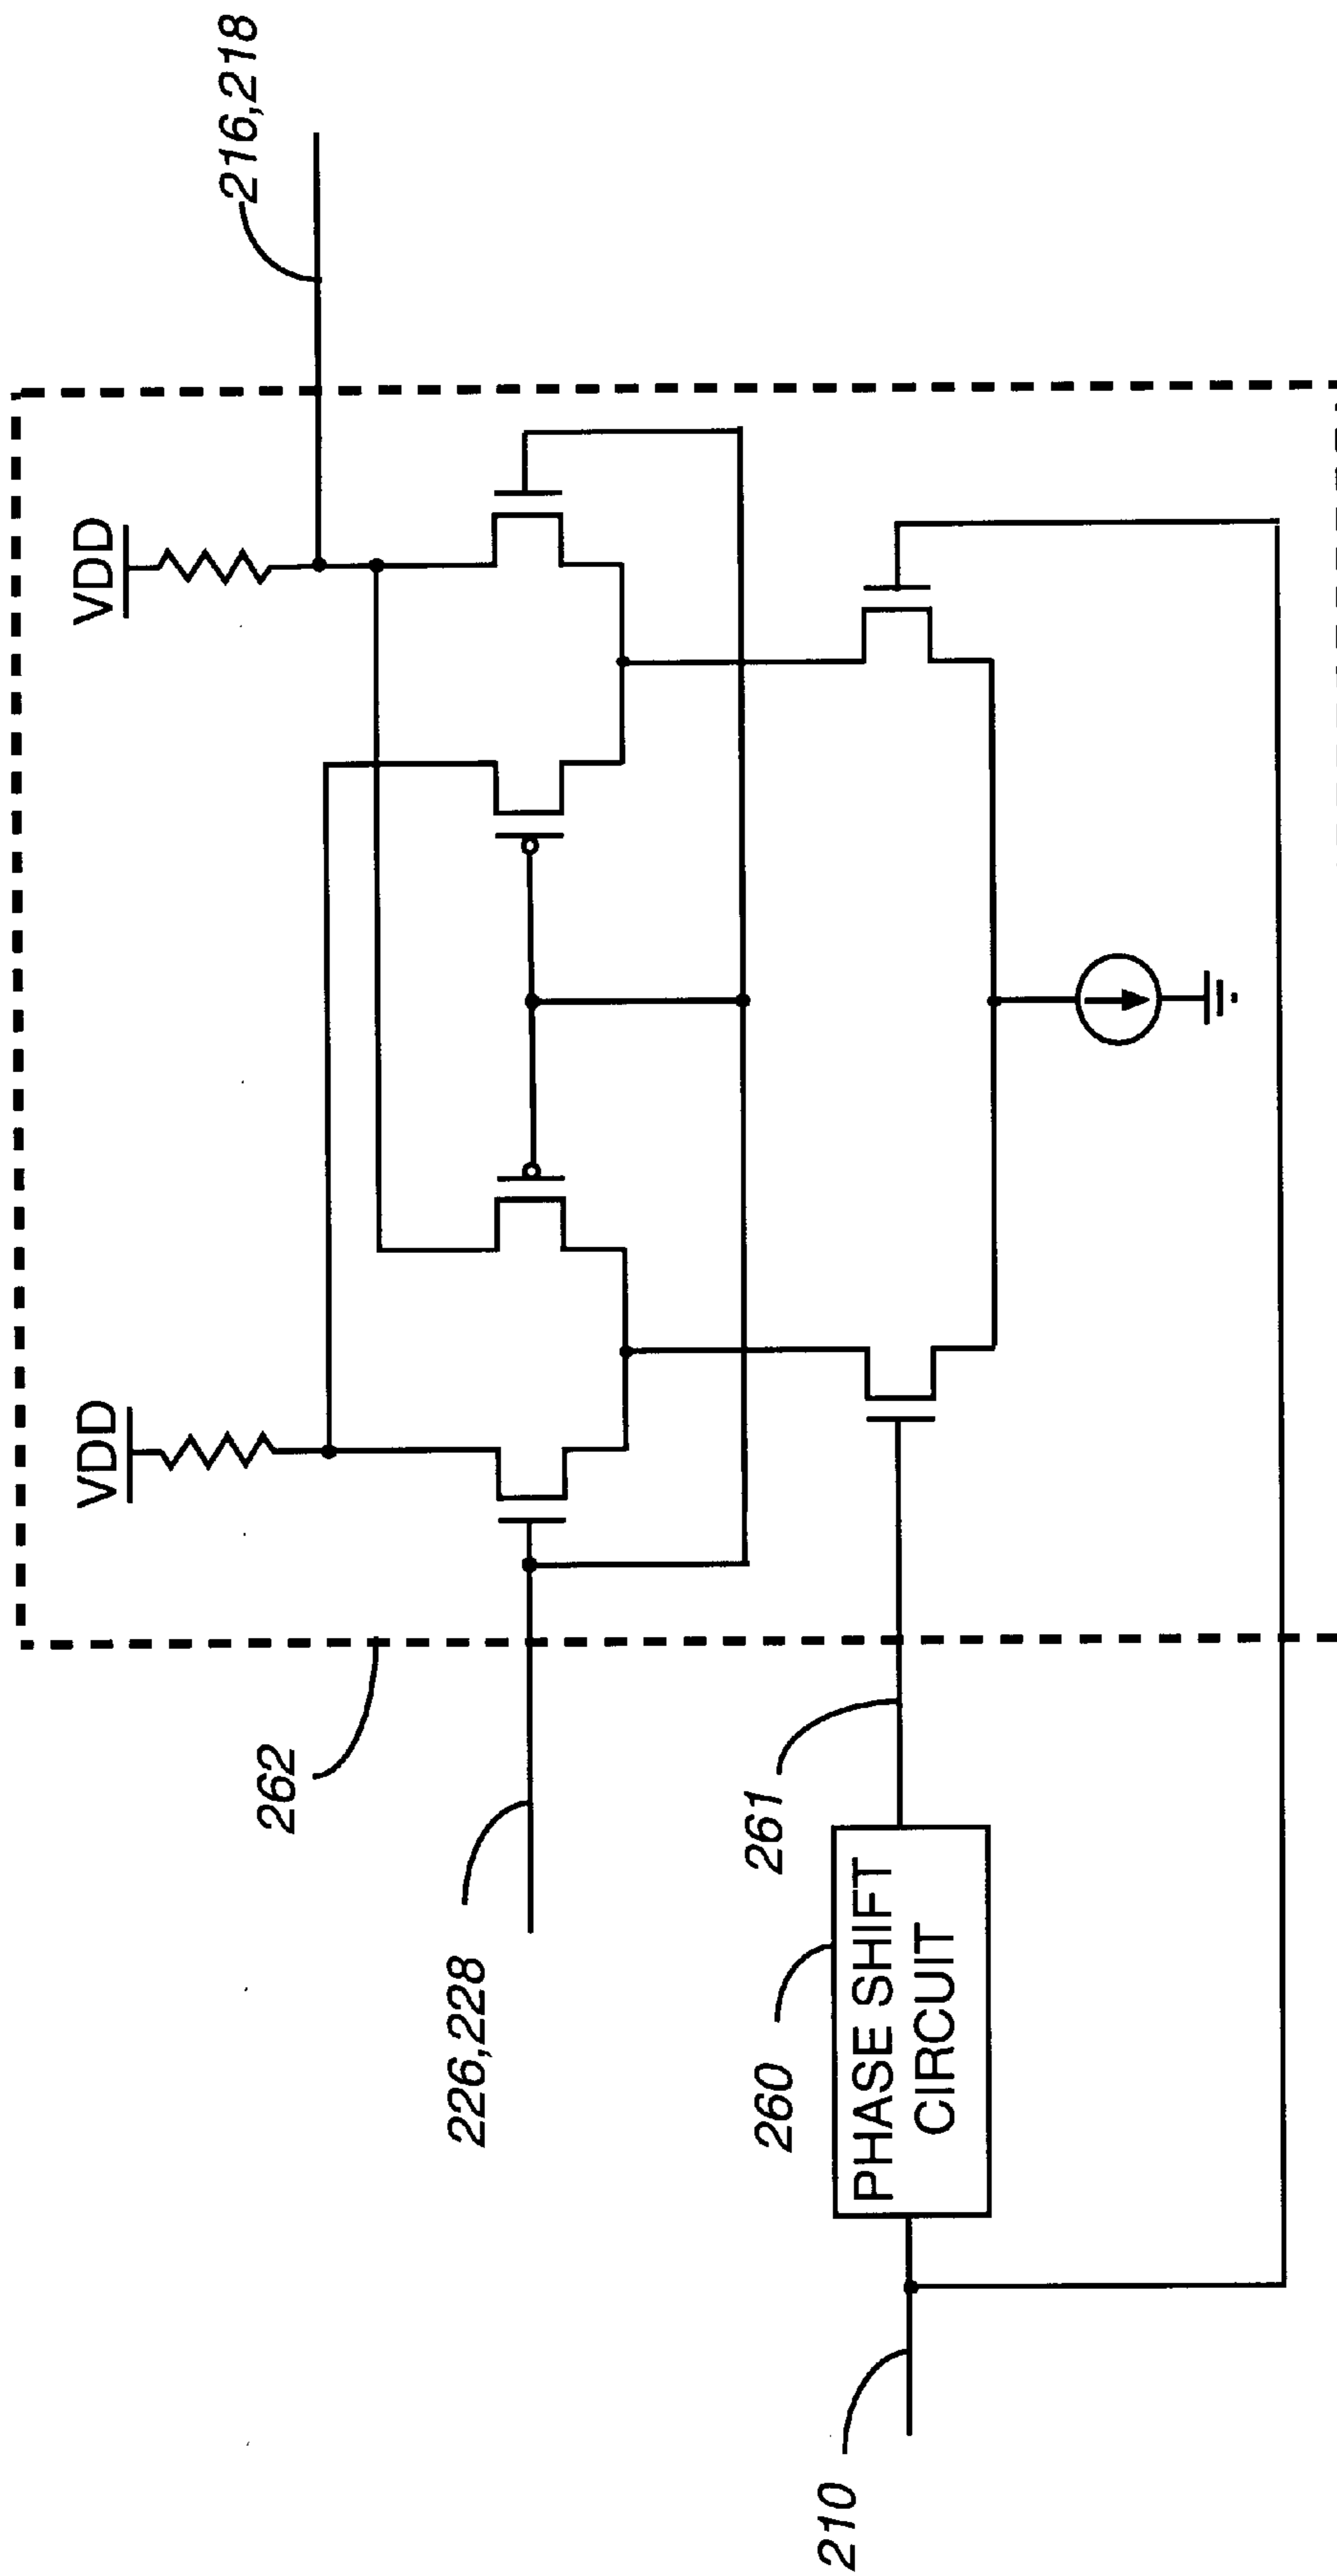 VDD
VDD
216,218
262
226,228
261
260
PHASE SHIFT
CIRCUIT
210